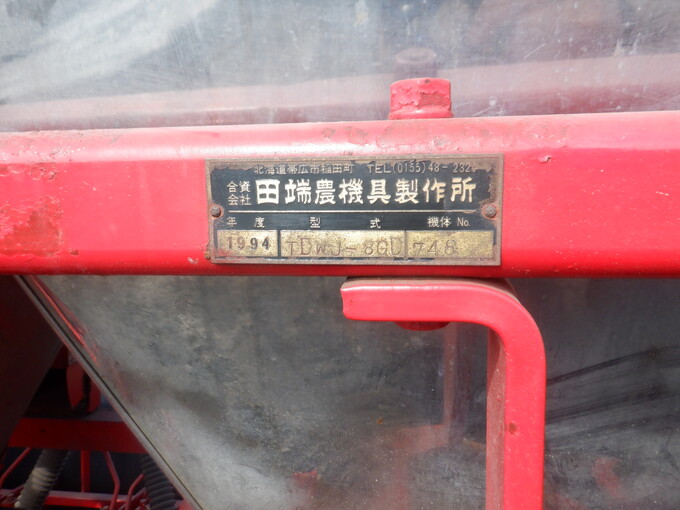 北海道帯広市稲田町 TEL(0155)48-232
合資会社 田端農機具製作所
年度 型式 機体No.
1994 TDWJ-8GD 748